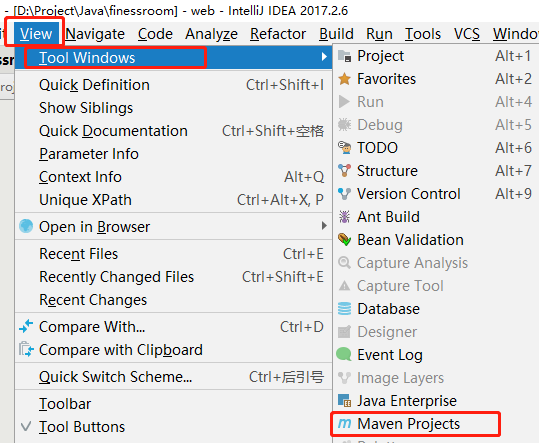 - [D:\Project\Java\finessroom] - web - IntelliJ IDEA 2017.2.6
View Navigate Code Analyze Refactor Build Run Tools VCS Windo
Tool Windows
Quick Definition Ctrl+Shift+I
Show Siblings
Quick Documentation Ctrl+Shift+空格
Parameter Info
Context Info Alt+Q
Unique XPath Ctrl+Alt+X, P
Open in Browser
Recent Files Ctrl+E
Recently Changed Files Ctrl+Shift+E
Recent Changes
Compare With... Ctrl+D
Compare with Clipboard
Quick Switch Scheme... Ctrl+后引号
Toolbar
Tool Buttons
Project Alt+1
Favorites Alt+2
Run Alt+4
Debug Alt+5
TODO Alt+6
Structure Alt+7
Version Control Alt+9
Ant Build
Bean Validation
Capture Analysis
Capture Tool
Database
Designer
Event Log
Image Layers
Java Enterprise
Maven Projects